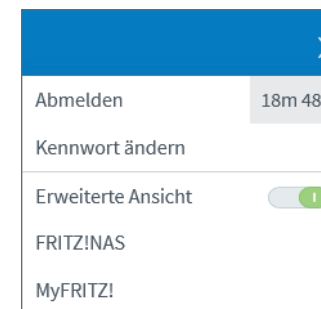 Abmelden 18m 48
Kennwort ändern
Erweiterte Ansicht
FRITZ!NAS
MyFRITZ!